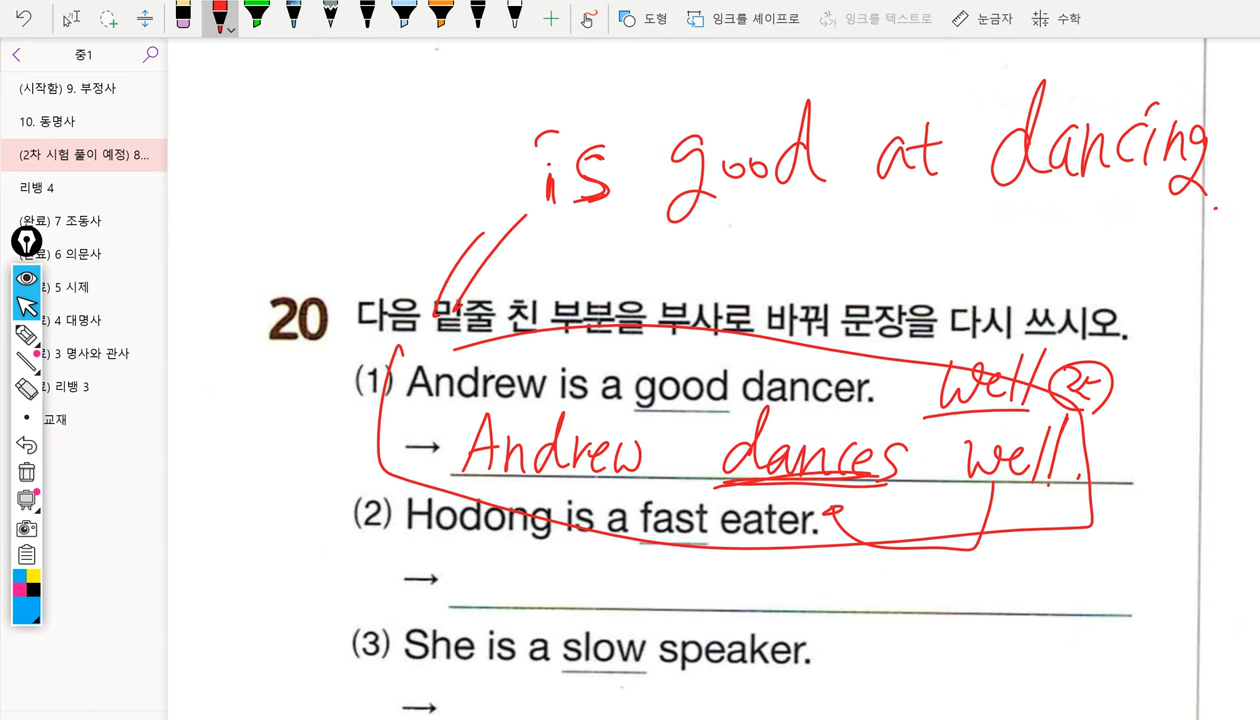 도형 잉크를 셰이프로 잉크를 텍스트로 눈금자 수학
중1
(시작함) 9. 부정사
10. 동명사
(2차 시험 풀이 예정) 8...
리뱅 4
(완료) 7 조동사
료) 6 의문사
) 5 시제
) 4 대명사
) 3 명사와 관사
) 리뱅 3
교재
is good at dancing.
20 다음 밑줄 친 부분을 부사로 바꿔 문장을 다시 쓰시오.
(1) Andrew is a good dancer. well 잘
→ Andrew dances well.
(2) Hodong is a fast eater.
→
(3) She is a slow speaker.
→